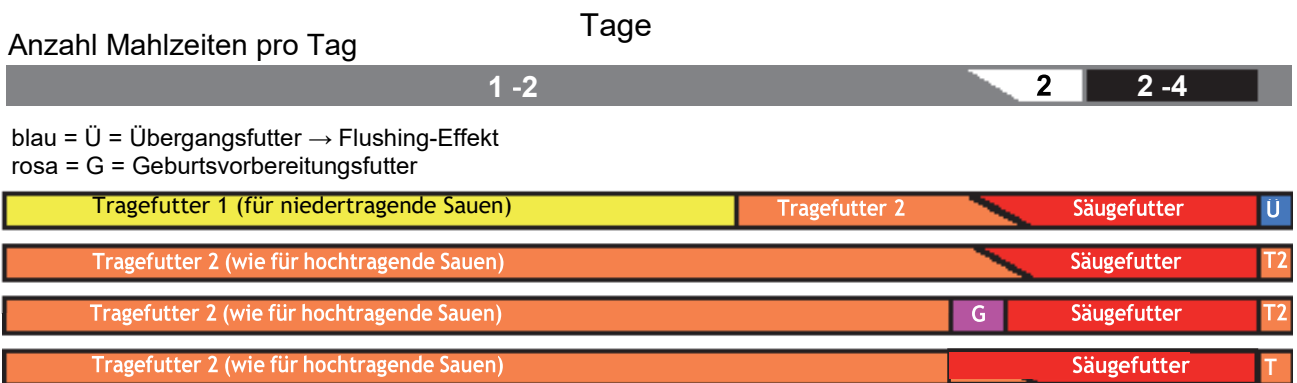 Tage
Anzahl Mahlzeiten pro Tag
1 -2 2 2 -4
blau = Ü = Übergangsfutter → Flushing-Effekt
rosa = G = Geburtsvorbereitungsfutter
Tragefutter 1 (für niedertragende Sauen) Tragefutter 2 Säugefutter Ü
Tragefutter 2 (wie für hochtragende Sauen) Säugefutter T2
Tragefutter 2 (wie für hochtragende Sauen) G Säugefutter T2
Tragefutter 2 (wie für hochtragende Sauen) Säugefutter T